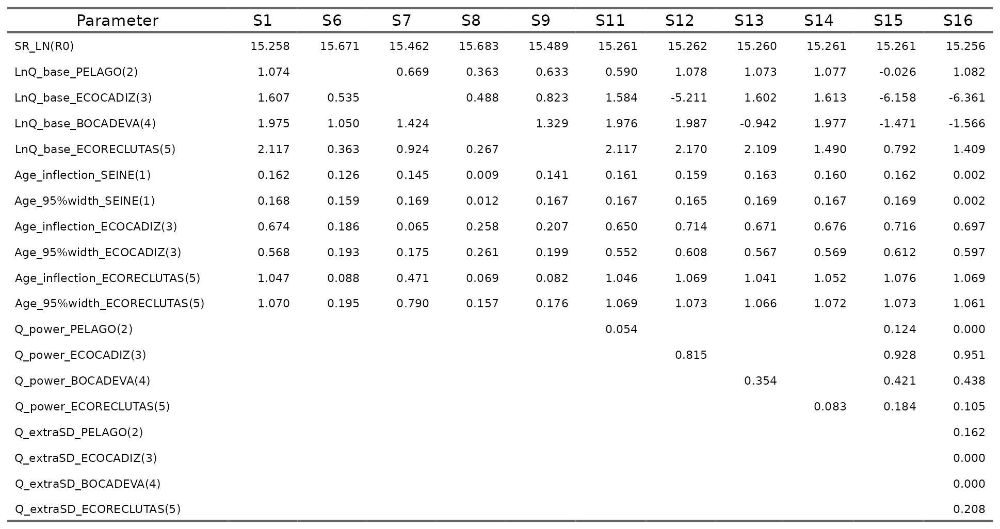 Parameter S1 S6 S7 S8 S9 S11 S12 S13 S14 S15 S16
SR_LN(R0) 15.258 15.671 15.462 15.683 15.489 15.261 15.262 15.260 15.261 15.261 15.256
LnQ_base_PELAGO(2) 1.074 0.669 0.363 0.633 0.590 1.078 1.073 1.077 -0.026 1.082
LnQ_base_ECOCADIZ(3) 1.607 0.535 0.488 0.823 1.584 -5.211 1.602 1.613 -6.158 -6.361
LnQ_base_BOCADEVA(4) 1.975 1.050 1.424 1.329 1.976 1.987 -0.942 1.977 -1.471 -1.566
LnQ_base_ECORECLUTAS(5) 2.117 0.363 0.924 0.267 2.117 2.170 2.109 1.490 0.792 1.409
Age_inflection_SEINE(1) 0.162 0.126 0.145 0.009 0.141 0.161 0.159 0.163 0.160 0.162 0.002
Age_95%width_SEINE(1) 0.168 0.159 0.169 0.012 0.167 0.167 0.165 0.169 0.167 0.169 0.002
Age_inflection_ECOCADIZ(3) 0.674 0.186 0.065 0.258 0.207 0.650 0.714 0.671 0.676 0.716 0.697
Age_95%width_ECOCADIZ(3) 0.568 0.193 0.175 0.261 0.199 0.552 0.608 0.567 0.569 0.612 0.597
Age_inflection_ECORECLUTAS(5) 1.047 0.088 0.471 0.069 0.082 1.046 1.069 1.041 1.052 1.076 1.069
Age_95%width_ECORECLUTAS(5) 1.070 0.195 0.790 0.157 0.176 1.069 1.073 1.066 1.072 1.073 1.061
Q_power_PELAGO(2) 0.054 0.124 0.000
Q_power_ECOCADIZ(3) 0.815 0.928 0.951
Q_power_BOCADEVA(4) 0.354 0.421 0.438
Q_power_ECORECLUTAS(5) 0.083 0.184 0.105
Q_extraSD_PELAGO(2) 0.162
Q_extraSD_ECOCADIZ(3) 0.000
Q_extraSD_BOCADEVA(4) 0.000
Q_extraSD_ECORECLUTAS(5) 0.208